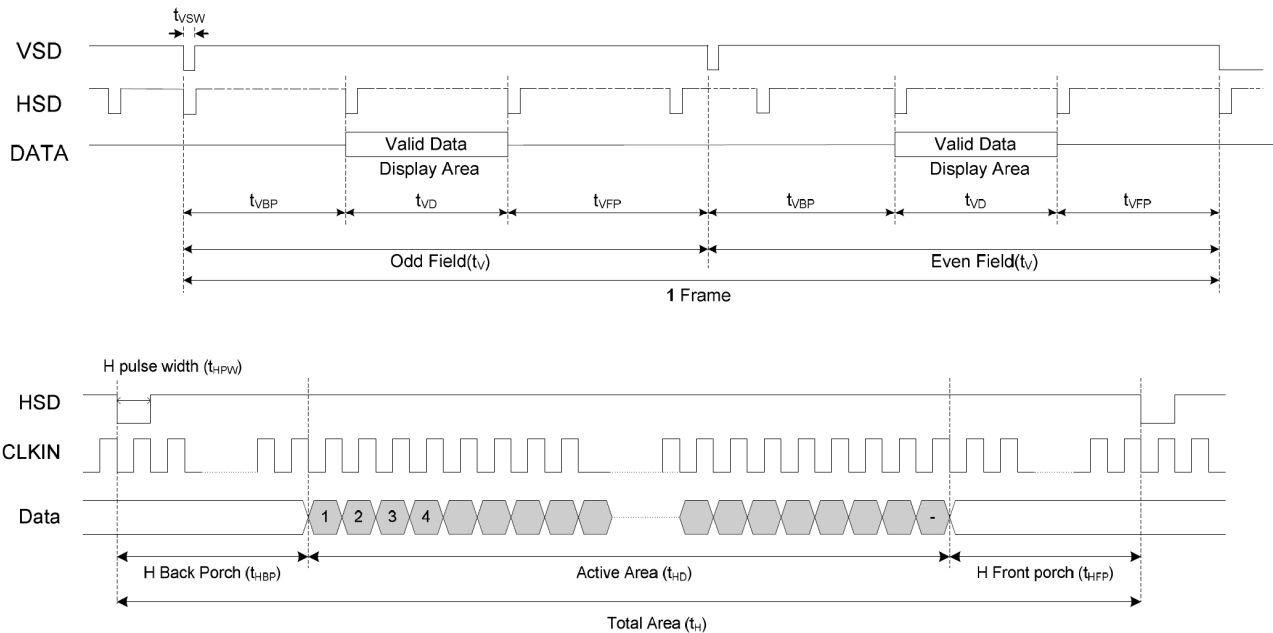 tVSW
VSD
HSD
DATA
Valid Data
Valid Data
Display Area
Display Area
tVBP
tVD
tVFP
tVBP
tVD
tVFP
Odd Field(tV)
Even Field(tV)
1 Frame
H pulse width (tHPW)
HSD
CLKIN
Data
1 2 3 4 -
H Back Porch (tHBP)
Active Area (tHD)
H Front porch (tHFP)
Total Area (tH)